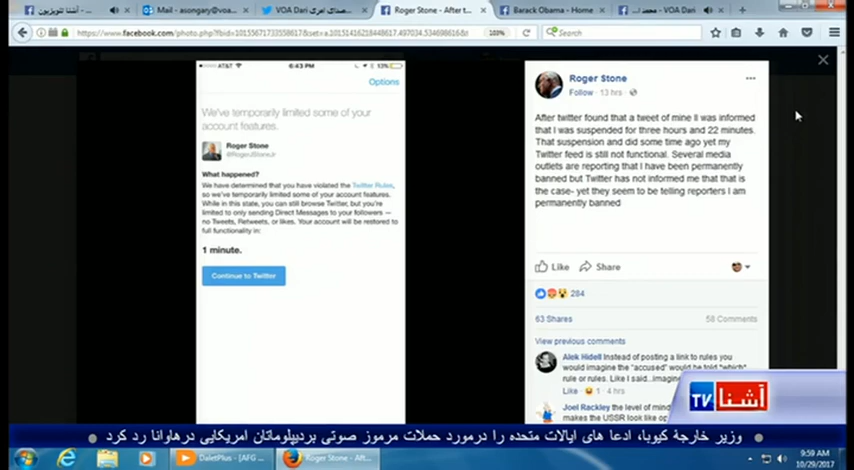 آشنا تلویزیون -
Mail - asongary@voa...
VOA Dari صدای امری...
Roger Stone - After t...
Barack Obama - Home
VOA Dari - محمد ا...
https://www.facebook.com/photo.php?fbid=
103%
Search
AT&T
6:43 PM
13%
Options
We've temporarily limited some of your
account features.
Roger Stone
@RogerJStoneJr
What happened?
We have determined that you have violated the Twitter Rules,
so we've temporarily limited some of your account features.
While in this state, you can still browse Twitter, but you're
limited to only sending Direct Messages to your followers —
no Tweets, Retweets, or likes. Your account will be restored to
full functionality in:
1 minute.
Continue to Twitter
Roger Stone
Follow · 13 hrs ·
After twitter found that a tweet of mine II was informed
that I was suspended for three hours and 22 minutes.
That suspension and did some time ago yet my
Twitter feed is still not functional. Several media
outlets are reporting that I have been permanently
banned but Twitter has not informed me that that is
the case- yet they seem to be telling reporters I am
permanently banned
Like
Share
284
63 Shares
58 Comments
View previous comments
Alek Hidell Instead of posting a link to rules you
would imagine the "accused" would be told "which"
rule or rules. Like I said...imagin
Like · 1 · 4 hrs
Joel Rackley the level of mind
makes the USSR look like op
TV آشنا
وزیر خارجۀ کیوبا، ادعا های ایالات متحده را درمورد حملات مرموز صوتی بردیپلوماتان امریکایی درهاوانا رد کرد
DaletPlus - [AFG ...
Roger Stone - Aft...
9:59 AM
10/29/2017